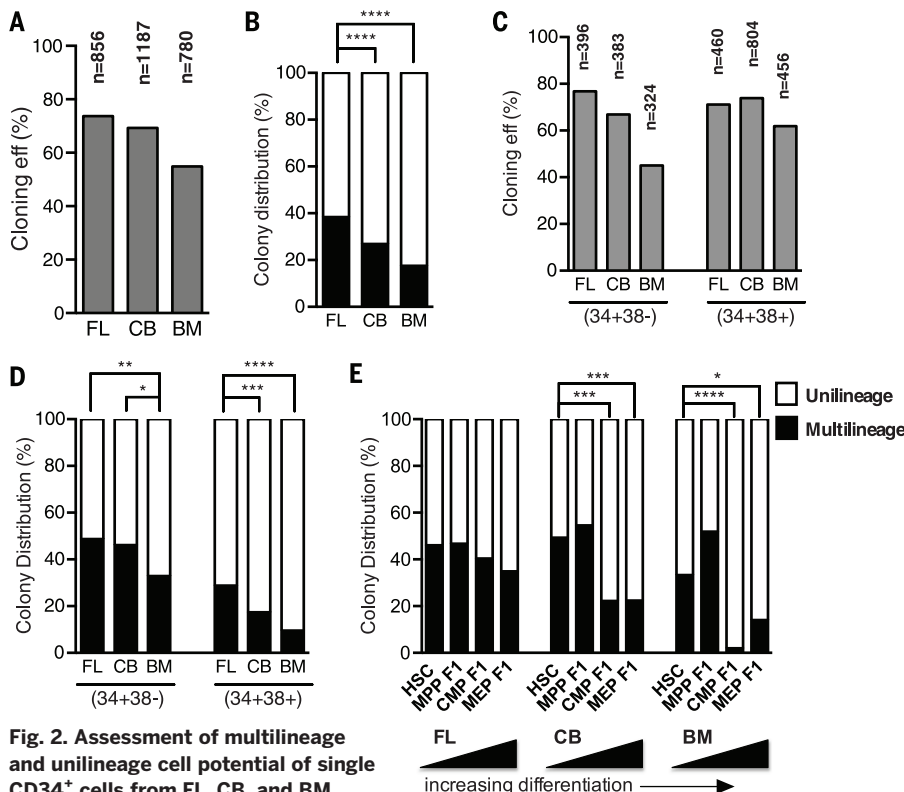 A
n=856
n=1187
n=780
Cloning eff (%)
100
80
60
40
20
0
FL CB BM
B
****
****
Colony distribution (%)
100
80
60
40
20
0
FL CB BM
C
n=396
n=383
n=324
n=460
n=804
n=456
Cloning eff (%)
100
80
60
40
20
0
FL CB BM FL CB BM
(34+38-) (34+38+)
D
**
*
****
***
Colony Distribution (%)
100
80
60
40
20
0
FL CB BM FL CB BM
(34+38-) (34+38+)
E
***
***
*
****
Colony Distribution (%)
100
80
60
40
20
0
HSC MPP F1 CMP F1 MEP F1 HSC MPP F1 CMP F1 MEP F1 HSC MPP F1 CMP F1 MEP F1
FL CB BM
increasing differentiation
Unilineage
Multilineage
Fig. 2. Assessment of multilineage
and unilineage cell potential of single
CD34+ cells from FL, CB, and BM